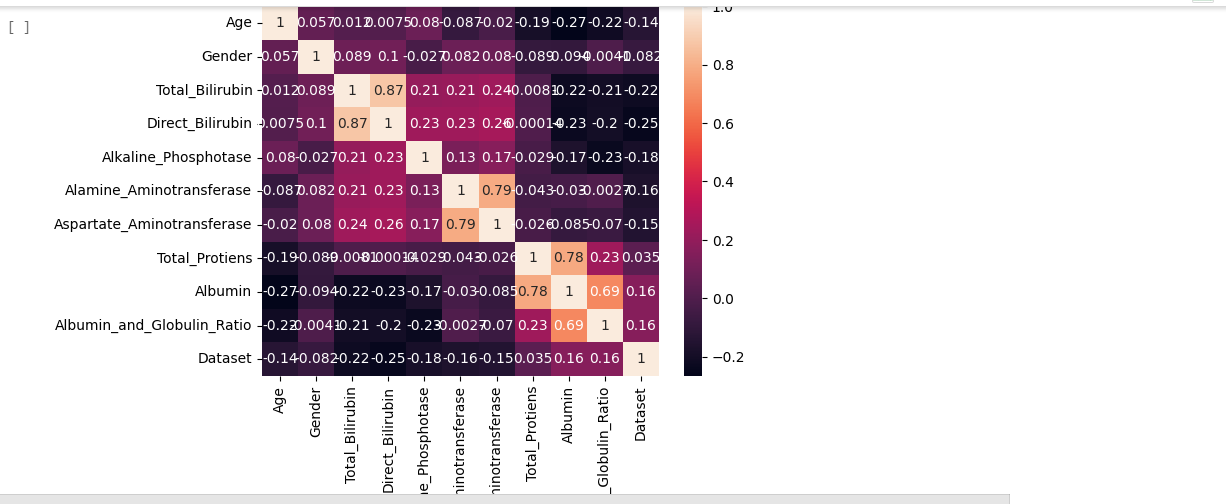 [ ]
1.0
Age 1 0.057 0.012 0.0075 0.08 -0.087 -0.02 -0.19 -0.27 -0.22 -0.14
Gender 0.057 1 0.089 0.1 -0.027 0.082 0.08 -0.089 -0.094 -0.0041 -0.082
0.8
Total_Bilirubin 0.012 0.089 1 0.87 0.21 0.21 0.24 -0.0081 -0.22 -0.21 -0.22
Direct_Bilirubin 0.0075 0.1 0.87 1 0.23 0.23 0.26 -0.00014 -0.23 -0.2 -0.25
0.6
Alkaline_Phosphotase 0.08 -0.027 0.21 0.23 1 0.13 0.17 -0.029 -0.17 -0.23 -0.18
0.4
Alamine_Aminotransferase -0.087 0.082 0.21 0.23 0.13 1 0.79 -0.043 -0.03 -0.0027 -0.16
Aspartate_Aminotransferase -0.02 0.08 0.24 0.26 0.17 0.79 1 -0.026 -0.085 -0.07 -0.15
0.2
Total_Protiens -0.19 -0.089 -0.0081 -0.00014 -0.029 -0.043 -0.026 1 0.78 0.23 0.035
Albumin -0.27 -0.094 -0.22 -0.23 -0.17 -0.03 -0.085 0.78 1 0.69 0.16
0.0
Albumin_and_Globulin_Ratio -0.22 -0.0041 -0.21 -0.2 -0.23 -0.0027 -0.07 0.23 0.69 1 0.16
Dataset -0.14 -0.082 -0.22 -0.25 -0.18 -0.16 -0.15 0.035 0.16 0.16 1
−0.2
Age
Gender
Total_Bilirubin
Direct_Bilirubin
ne_Phosphotase
minotransferase
minotransferase
Total_Protiens
Albumin
_Globulin_Ratio
Dataset